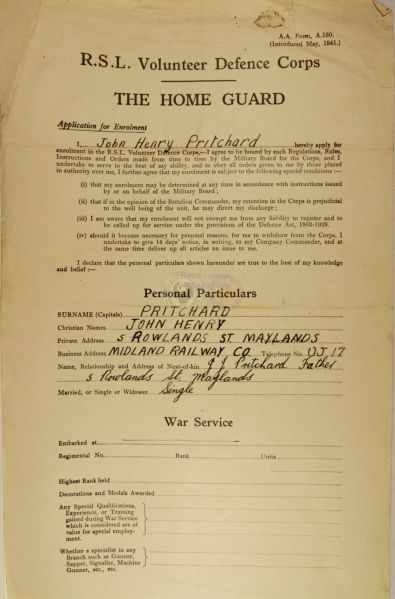 A.A. Form, A.150.
(Introduced May, 1941.)
R.S.L. Volunteer Defence Corps
THE HOME GUARD
Application for Enrolment
I, John Henry Pritchard hereby apply for
enrolment in the R.S.L. Volunteer Defence Corps,—I agree to be bound by such Regulations, Rules,
Instructions and Orders made from time to time by the Military Board for the Corps, and I
undertake to serve to the best of my ability, and to obey all orders given to me by those placed
in authority over me, I further agree that my enrolment is subject to the following special conditions:—
(i) that my enrolment may be determined at any time in accordance with instructions issued
by or on behalf of the Military Board;
(ii) that if in the opinion of the Battalion Commander, my retention in the Corps is prejudicial
to the well being of the unit, he may direct my discharge;
(iii) I am aware that my enrolment will not exempt me from any liability to register and to be
called up for service under the provisions of the Defence Act, 1903-1939.
(iv) should it become necessary for personal reasons, for me to withdraw from the Corps, I
undertake to give 14 days' notice, in writing, to my Company Commander, and at
the same time deliver up all articles on issue to me.
I declare that the personal particulars shown hereunder are true to the best of my knowledge
and belief:—
Personal Particulars
SURNAME (Capitals) PRITCHARD
Christian Names JOHN HENRY
Private Address 5 ROWLANDS ST MAYLANDS
Business Address MIDLAND RAILWAY CO. Telephone No. UJ 17
Name, Relationship and Address of Next-of-kin Pritchard Father
5 Rowlands St Maylands
Married, or Single or Widower Single
War Service
Embarked at
Regimental No. Rank Units
Highest Rank held
Decorations and Medals Awarded
Any Special Qualifications,
Experience, or Training
gained during War Service
which is considered are of
value for special employ-
ment.
Whether a specialist in any
Branch such as Gunner,
Sapper, Signaller, Machine
Gunner, etc., etc.